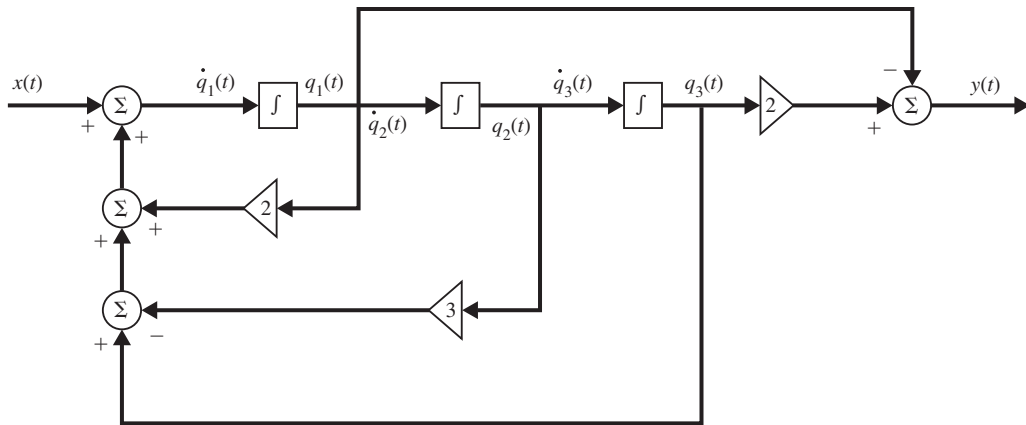 x(t) + Σ + q̇₁(t) ∫ q₁(t) q̇₂(t) ∫ q₂(t) q̇₃(t) ∫ q₃(t) 2 + − Σ y(t)
+ Σ + 2
+ Σ − 3